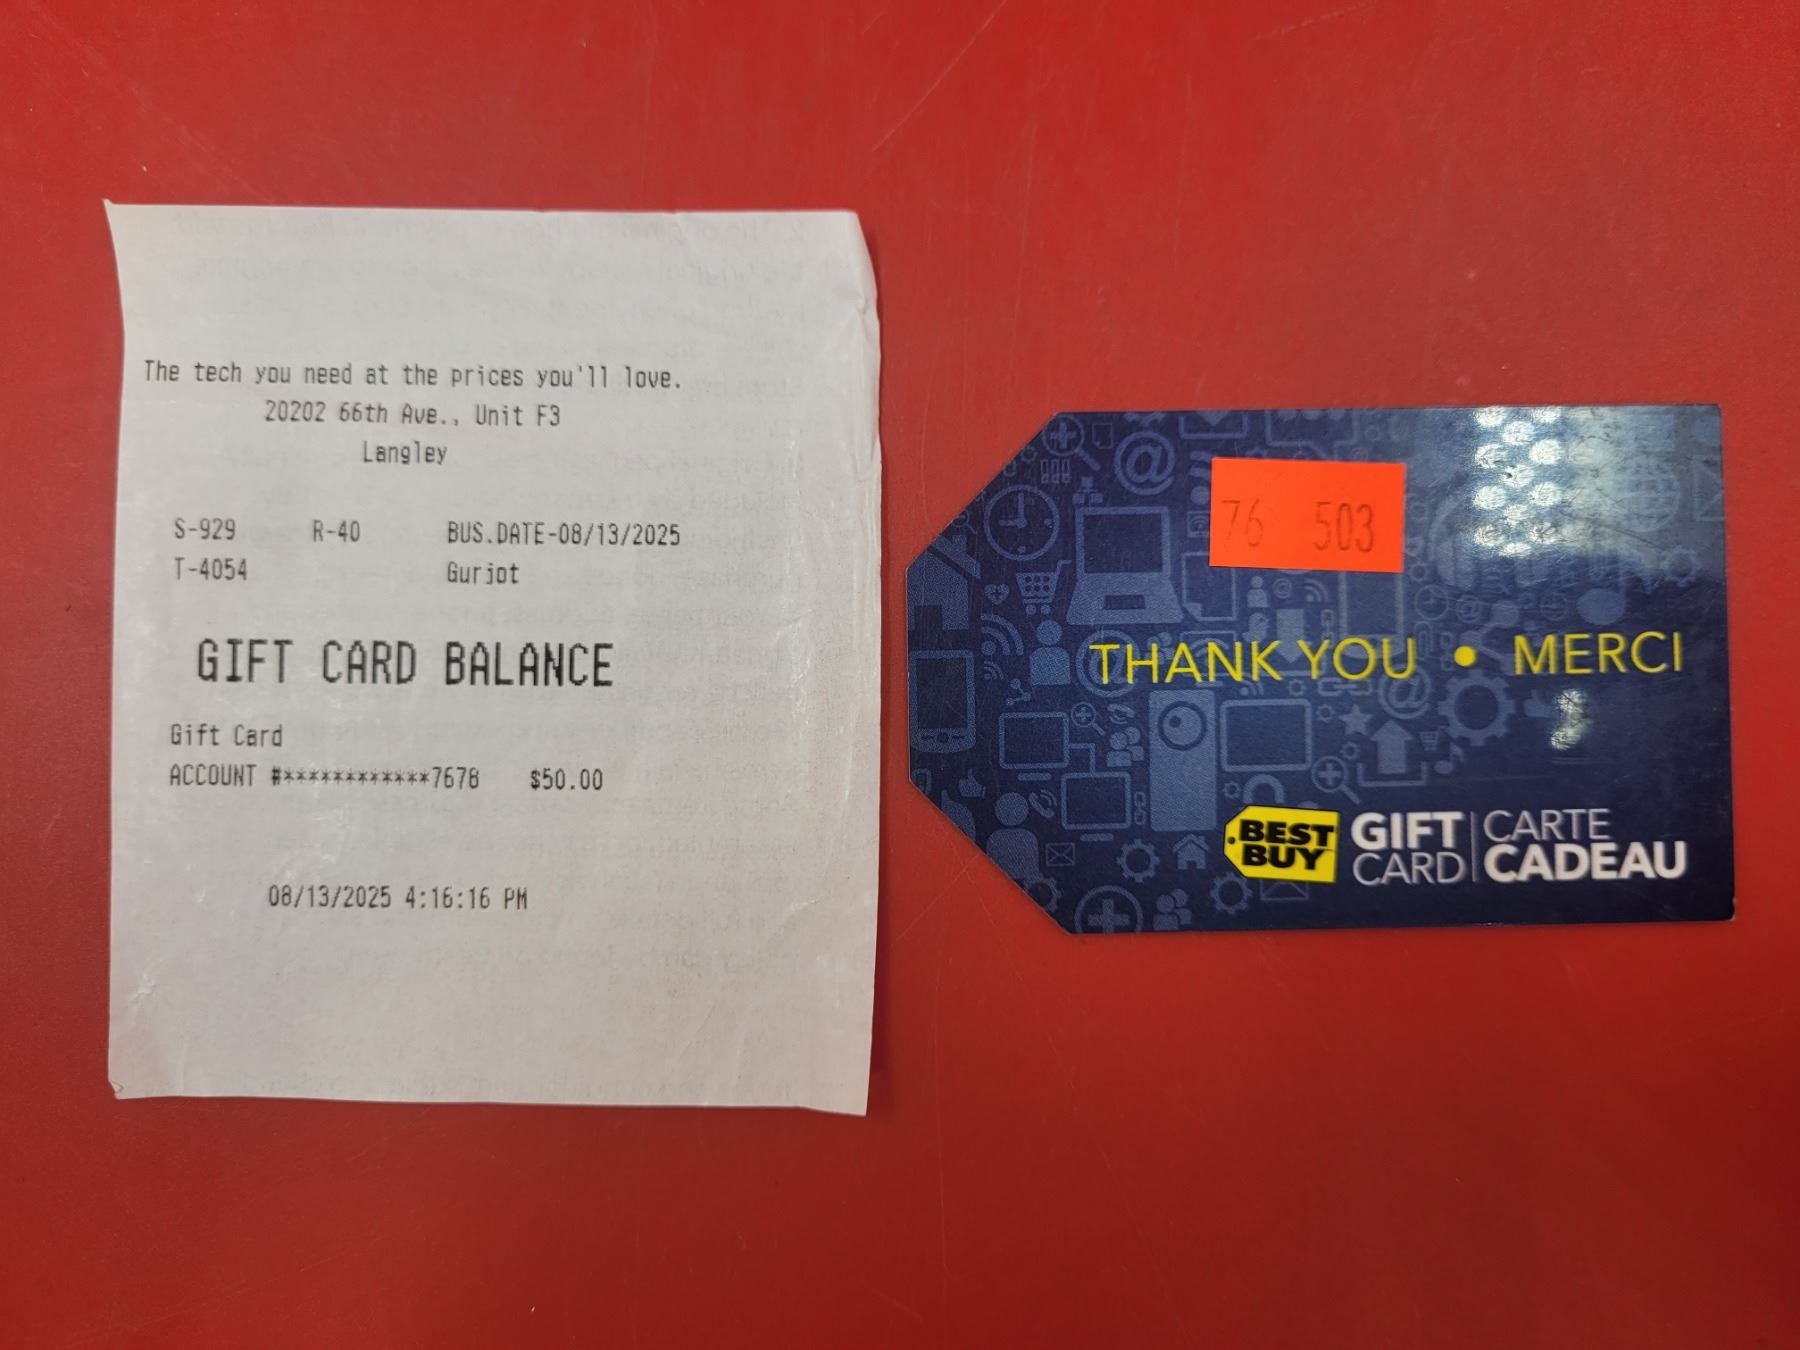 The tech you need at the prices you'll love.
20202 66th Ave., Unit F3
Langley
S-929 R-40 BUS.DATE-08/13/2025
T-4054 Gurjot
GIFT CARD BALANCE
Gift Card
ACCOUNT #************7678 $50.00
08/13/2025 4:16:16 PM
76 503
THANK YOU • MERCI
BEST BUY
GIFT CARD
CARTE CADEAU